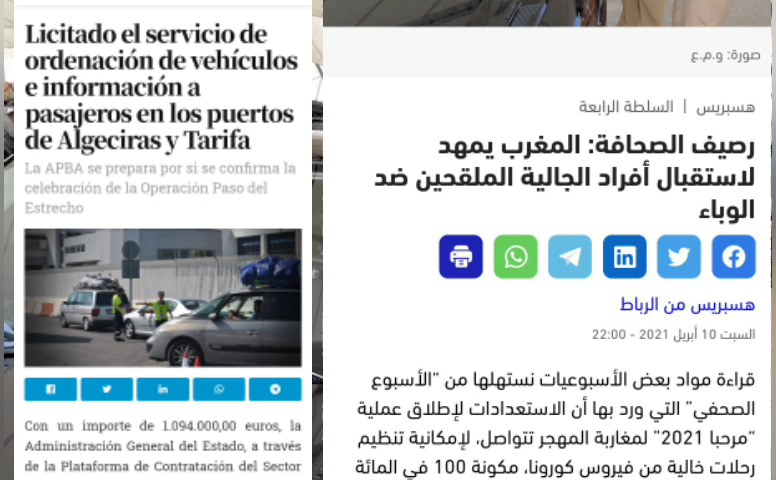 Licitado el servicio de
ordenación de vehículos
e información a
pasajeros en los puertos
de Algeciras y Tarifa
La APBA se prepara por si se confirma la
celebración de la Operación Paso del
Estrecho
Con un importe de 1.094.000,00 euros, la
Administración General del Estado, a través
de la Plataforma de Contratación del Sector
صورة: و.م.ع
هسبريس | السلطة الرابعة
رصيف الصحافة: المغرب يمهد
لاستقبال أفراد الجالية الملقحين ضد
الوباء
هسبريس من الرباط
السبت 10 أبريل 2021 - 22:00
قراءة مواد بعض الأسبوعيات نستهلها من "الأسبوع
الصحفي" التي ورد بها أن الاستعدادات لإطلاق عملية
"مرحبا 2021" لمغاربة المهجر تتواصل، لإمكانية تنظيم
رحلات خالية من فيروس كورونا، مكونة 100 في المائة